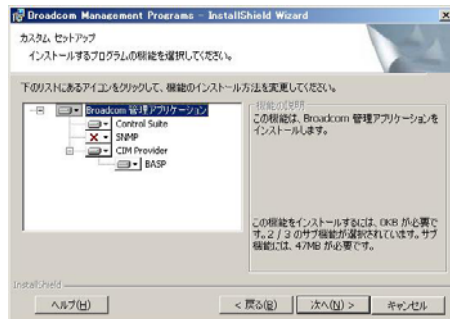 Broadcom Management Programs - InstallShield Wizard
カスタム セットアップ
インストールするプログラムの機能を選択してください。
下のリストにあるアイコンをクリックして、機能のインストール方法を変更してください。
Broadcom 管理アプリケーション
Control Suite
SNMP
CIM Provider
BASP
機能の説明
この機能は、Broadcom 管理アプリケーションを
インストールします。
この機能をインストールするには、0KB が必要で
す。2 / 3 のサブ機能が選択されています。サブ
機能には、47MB が必要です。
InstallShield
ヘルプ(H)
< 戻る(B)
次へ(N) >
キャンセル